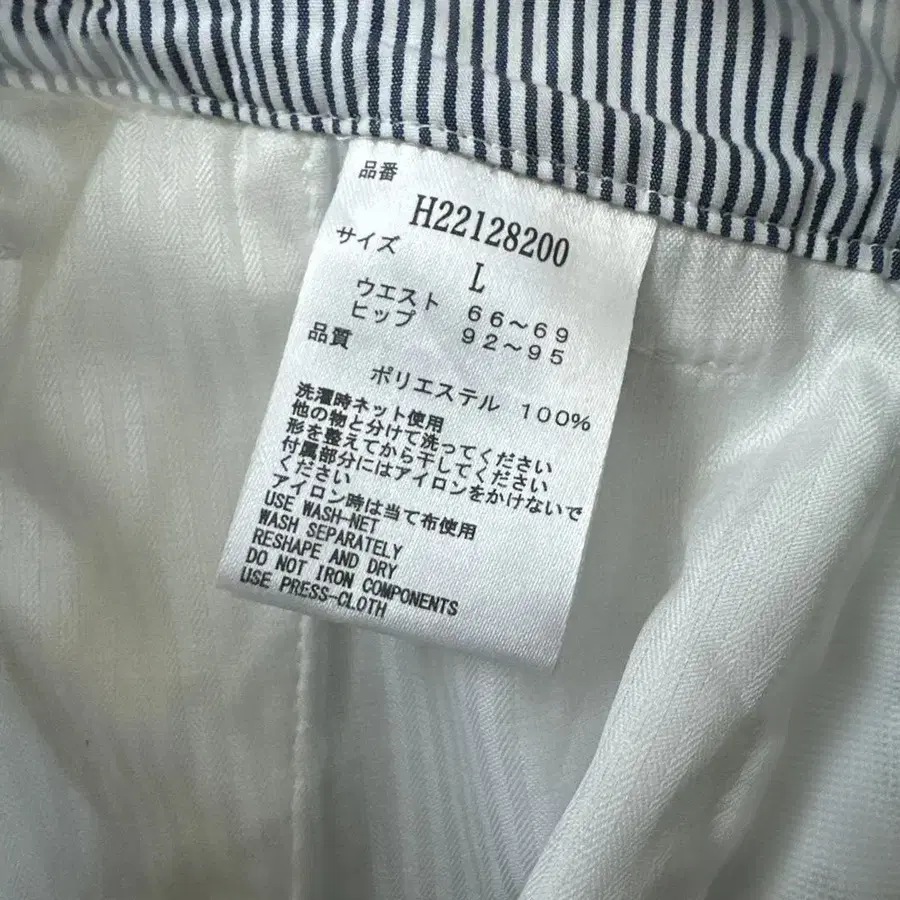 品番
H22128200
サイズ
L
ウエスト 66～69
ヒップ 92～95
品質
ポリエステル 100%
洗濯時ネット使用
他の物と分けて洗ってください
形を整えてから干してください
付属部分にはアイロンをかけないで
ください
アイロン時は当て布使用
USE WASH-NET
WASH SEPARATELY
RESHAPE AND DRY
DO NOT IRON COMPONENTS
USE PRESS-CLOTH